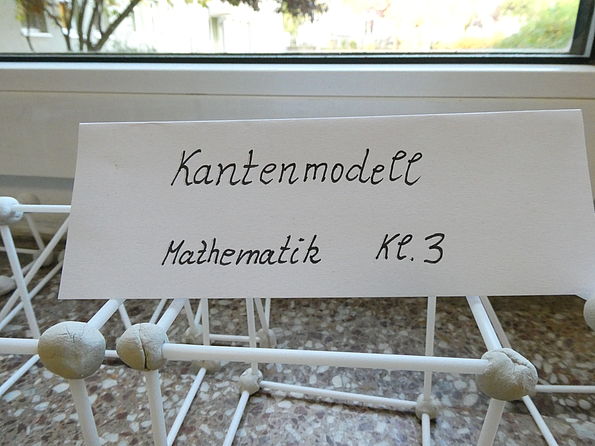 Kantenmodell
Mathematik Kl. 3